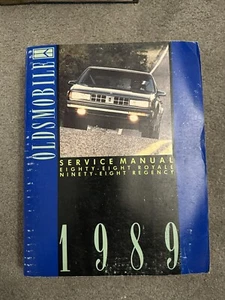 OLDSMOBILE
SERVICE MANUAL
EIGHTY-EIGHT ROYALE
NINETY-EIGHT REGENCY
1989